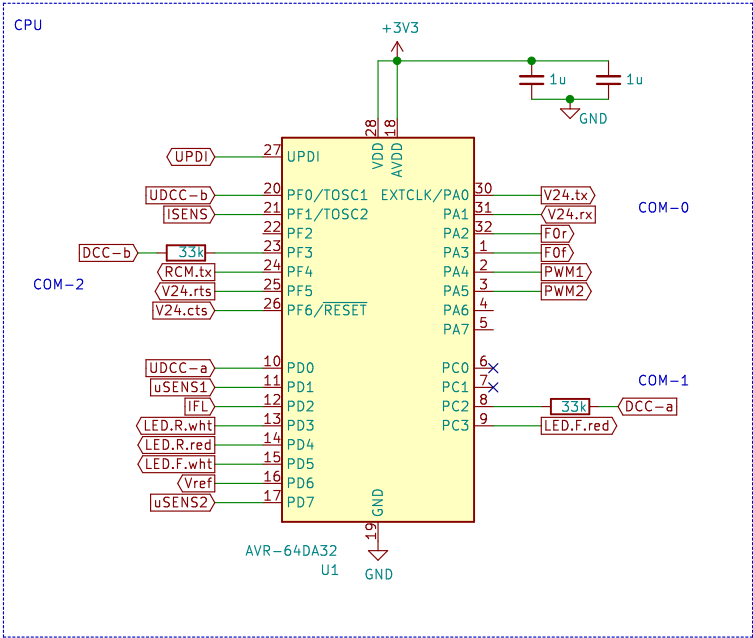 CPU
+3V3
1u 1u
GND
28 18
VDD AVDD
UPDI 27 UPDI
UDCC-b 20 PF0/TOSC1 EXTCLK/PA0 30 V24.tx
COM-0
ISENS 21 PF1/TOSC2 PA1 31 V24.rx
22 PF2 PA2 32 F0r
DCC-b 33k 23 PF3 PA3 1 F0f
RCM.tx 24 PF4 PA4 2 PWM1
COM-2
V24.rts 25 PF5 PA5 3 PWM2
V24.cts 26 PF6/RESET PA6 4
PA7 5
UDCC-a 10 PD0 PC0 6
COM-1
uSENS1 11 PD1 PC1 7
IFL 12 PD2 PC2 8 33k DCC-a
LED.R.wht 13 PD3 PC3 9 LED.F.red
LED.R.red 14 PD4
LED.F.wht 15 PD5
Vref 16 PD6
uSENS2 17 PD7
GND
19
AVR-64DA32
U1
GND